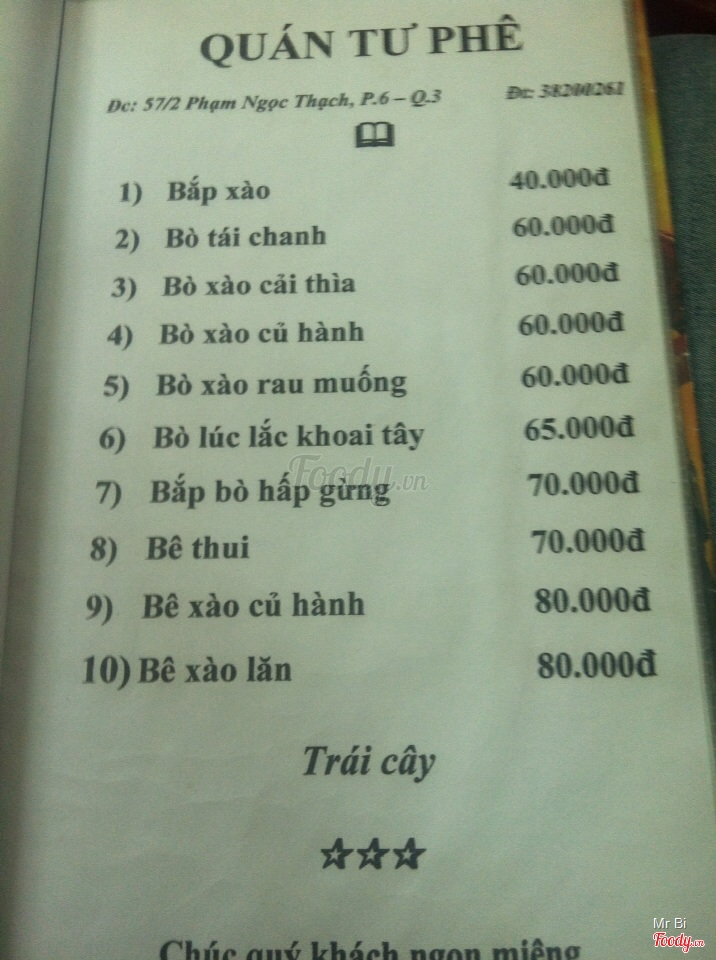 QUÁN TƯ PHÊ
Đc: 57/2 Phạm Ngọc Thạch, P.6 – Q.3 Đt: 38200261
1) Bắp xào 40.000đ
2) Bò tái chanh 60.000đ
3) Bò xào cải thìa 60.000đ
4) Bò xào củ hành 60.000đ
5) Bò xào rau muống 60.000đ
6) Bò lúc lắc khoai tây 65.000đ
7) Bắp bò hấp gừng 70.000đ
8) Bê thui 70.000đ
9) Bê xào củ hành 80.000đ
10) Bê xào lăn 80.000đ
Trái cây
Chúc quý khách ngon miệng
Foody.vn
Mr Bi
Foody.vn